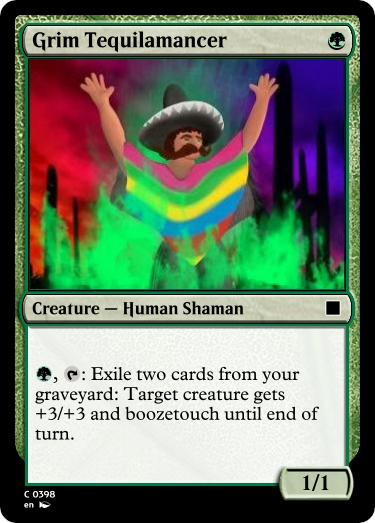 Grim Tequilamancer
Creature — Human Shaman
, : Exile two cards from your
graveyard: Target creature gets
+3/+3 and boozetouch until end of
turn.
1/1
C 0398
en